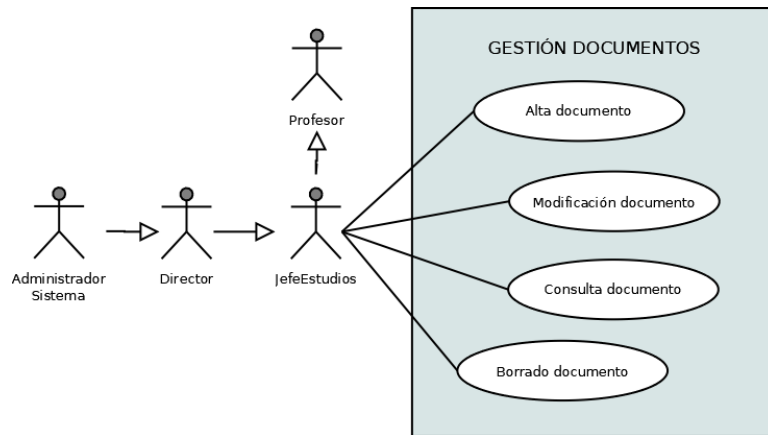 GESTIÓN DOCUMENTOS
Alta documento
Profesor
Modificación documento
Administrador
Sistema
Director
JefeEstudios
Consulta documento
Borrado documento